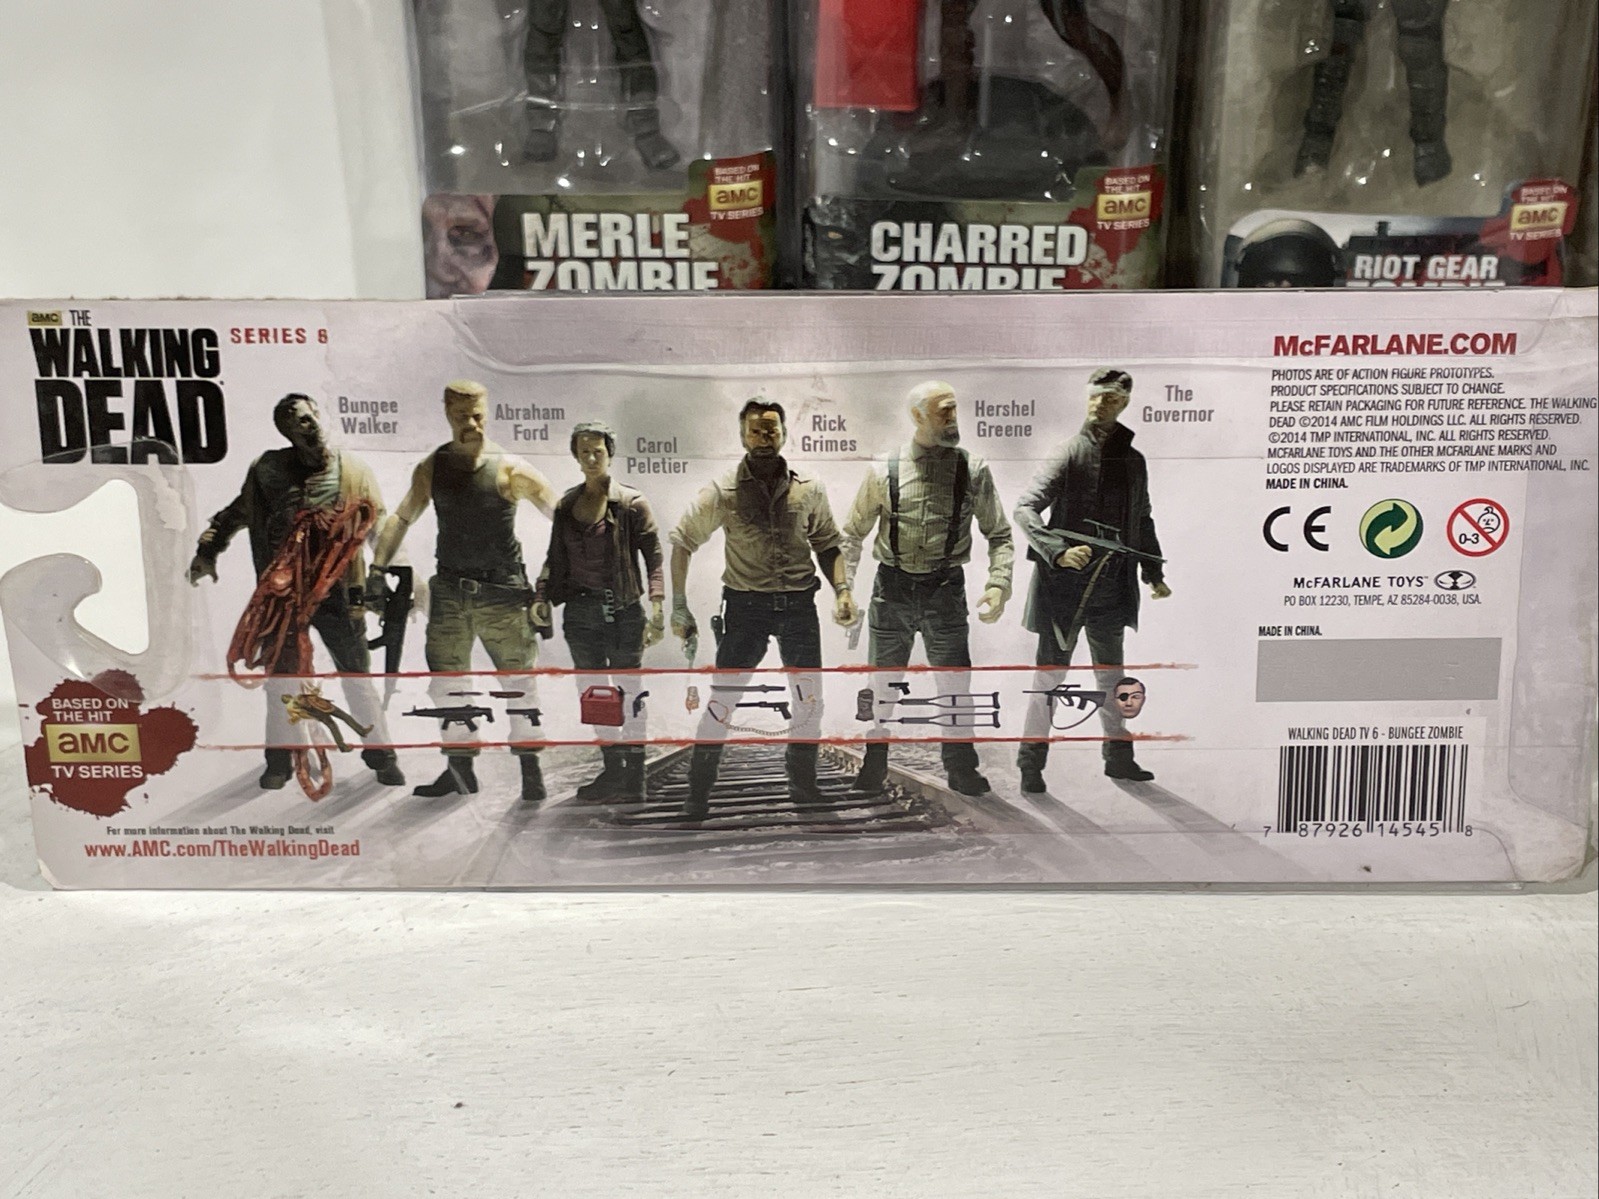 BASED ON
THE HIT
amc
TV SERIES
MERLE
ZOMBIE
BASED ON
THE HIT
amc
TV SERIES
CHARRED
ZOMBIE
BASED ON
THE HIT
amc
TV SERIES
RIOT GEAR
amc THE
WALKING
DEAD
SERIES 6
Bungee
Walker
Abraham
Ford
Carol
Peletier
Rick
Grimes
Hershel
Greene
The
Governor
BASED ON
THE HIT
amc
TV SERIES
For more information about The Walking Dead, visit
www.AMC.com/TheWalkingDead
McFARLANE.COM
PHOTOS ARE OF ACTION FIGURE PROTOTYPES.
PRODUCT SPECIFICATIONS SUBJECT TO CHANGE.
PLEASE RETAIN PACKAGING FOR FUTURE REFERENCE. THE WALKING
DEAD ©2014 AMC FILM HOLDINGS LLC. ALL RIGHTS RESERVED.
©2014 TMP INTERNATIONAL, INC. ALL RIGHTS RESERVED.
MCFARLANE TOYS AND THE OTHER MCFARLANE MARKS AND
LOGOS DISPLAYED ARE TRADEMARKS OF TMP INTERNATIONAL, INC.
MADE IN CHINA.
CE
0-3
McFARLANE TOYS™
PO BOX 12230, TEMPE, AZ 85284-0038, USA.
MADE IN CHINA.
WALKING DEAD TV 6 - BUNGEE ZOMBIE
7 87926 14545 8